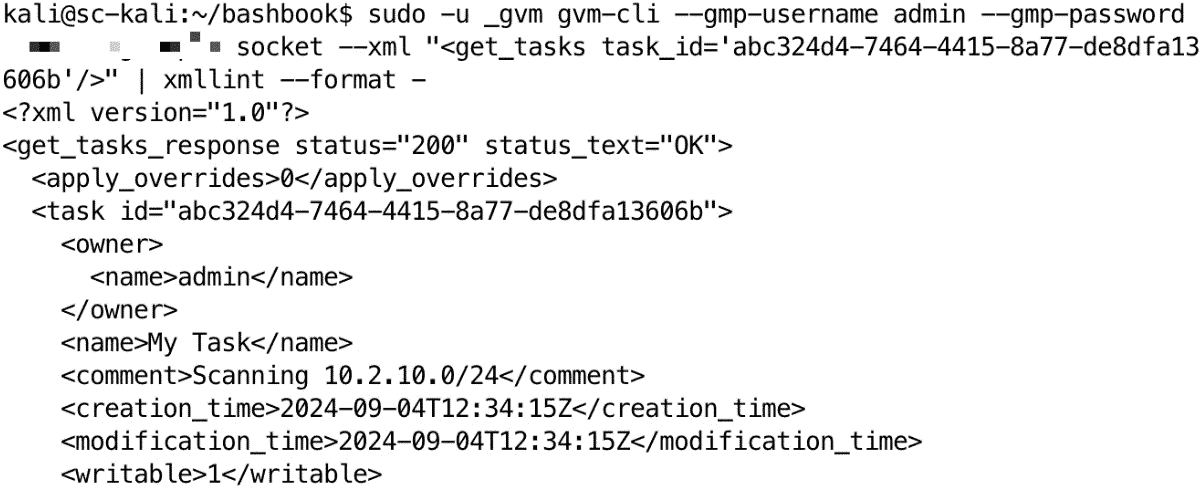 kali@sc-kali:~/bashbook$ sudo -u _gvm gvm-cli --gmp-username admin --gmp-password
socket --xml "<get_tasks task_id='abc324d4-7464-4415-8a77-de8dfa13
606b'/>" | xmllint --format -
<?xml version="1.0"?>
<get_tasks_response status="200" status_text="OK">
  <apply_overrides>0</apply_overrides>
  <task id="abc324d4-7464-4415-8a77-de8dfa13606b">
    <owner>
      <name>admin</name>
    </owner>
    <name>My Task</name>
    <comment>Scanning 10.2.10.0/24</comment>
    <creation_time>2024-09-04T12:34:15Z</creation_time>
    <modification_time>2024-09-04T12:34:15Z</modification_time>
    <writable>1</writable>